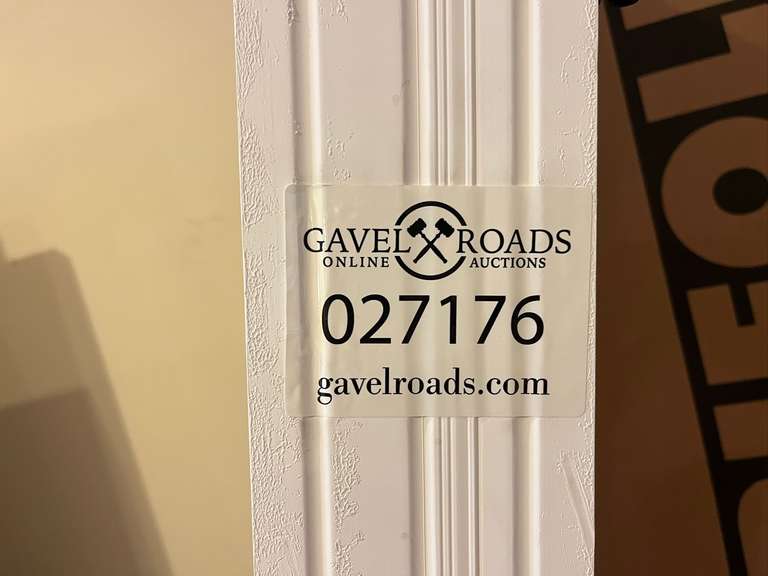 GAVEL ROADS
ONLINE AUCTIONS
027176
gavelroads.com